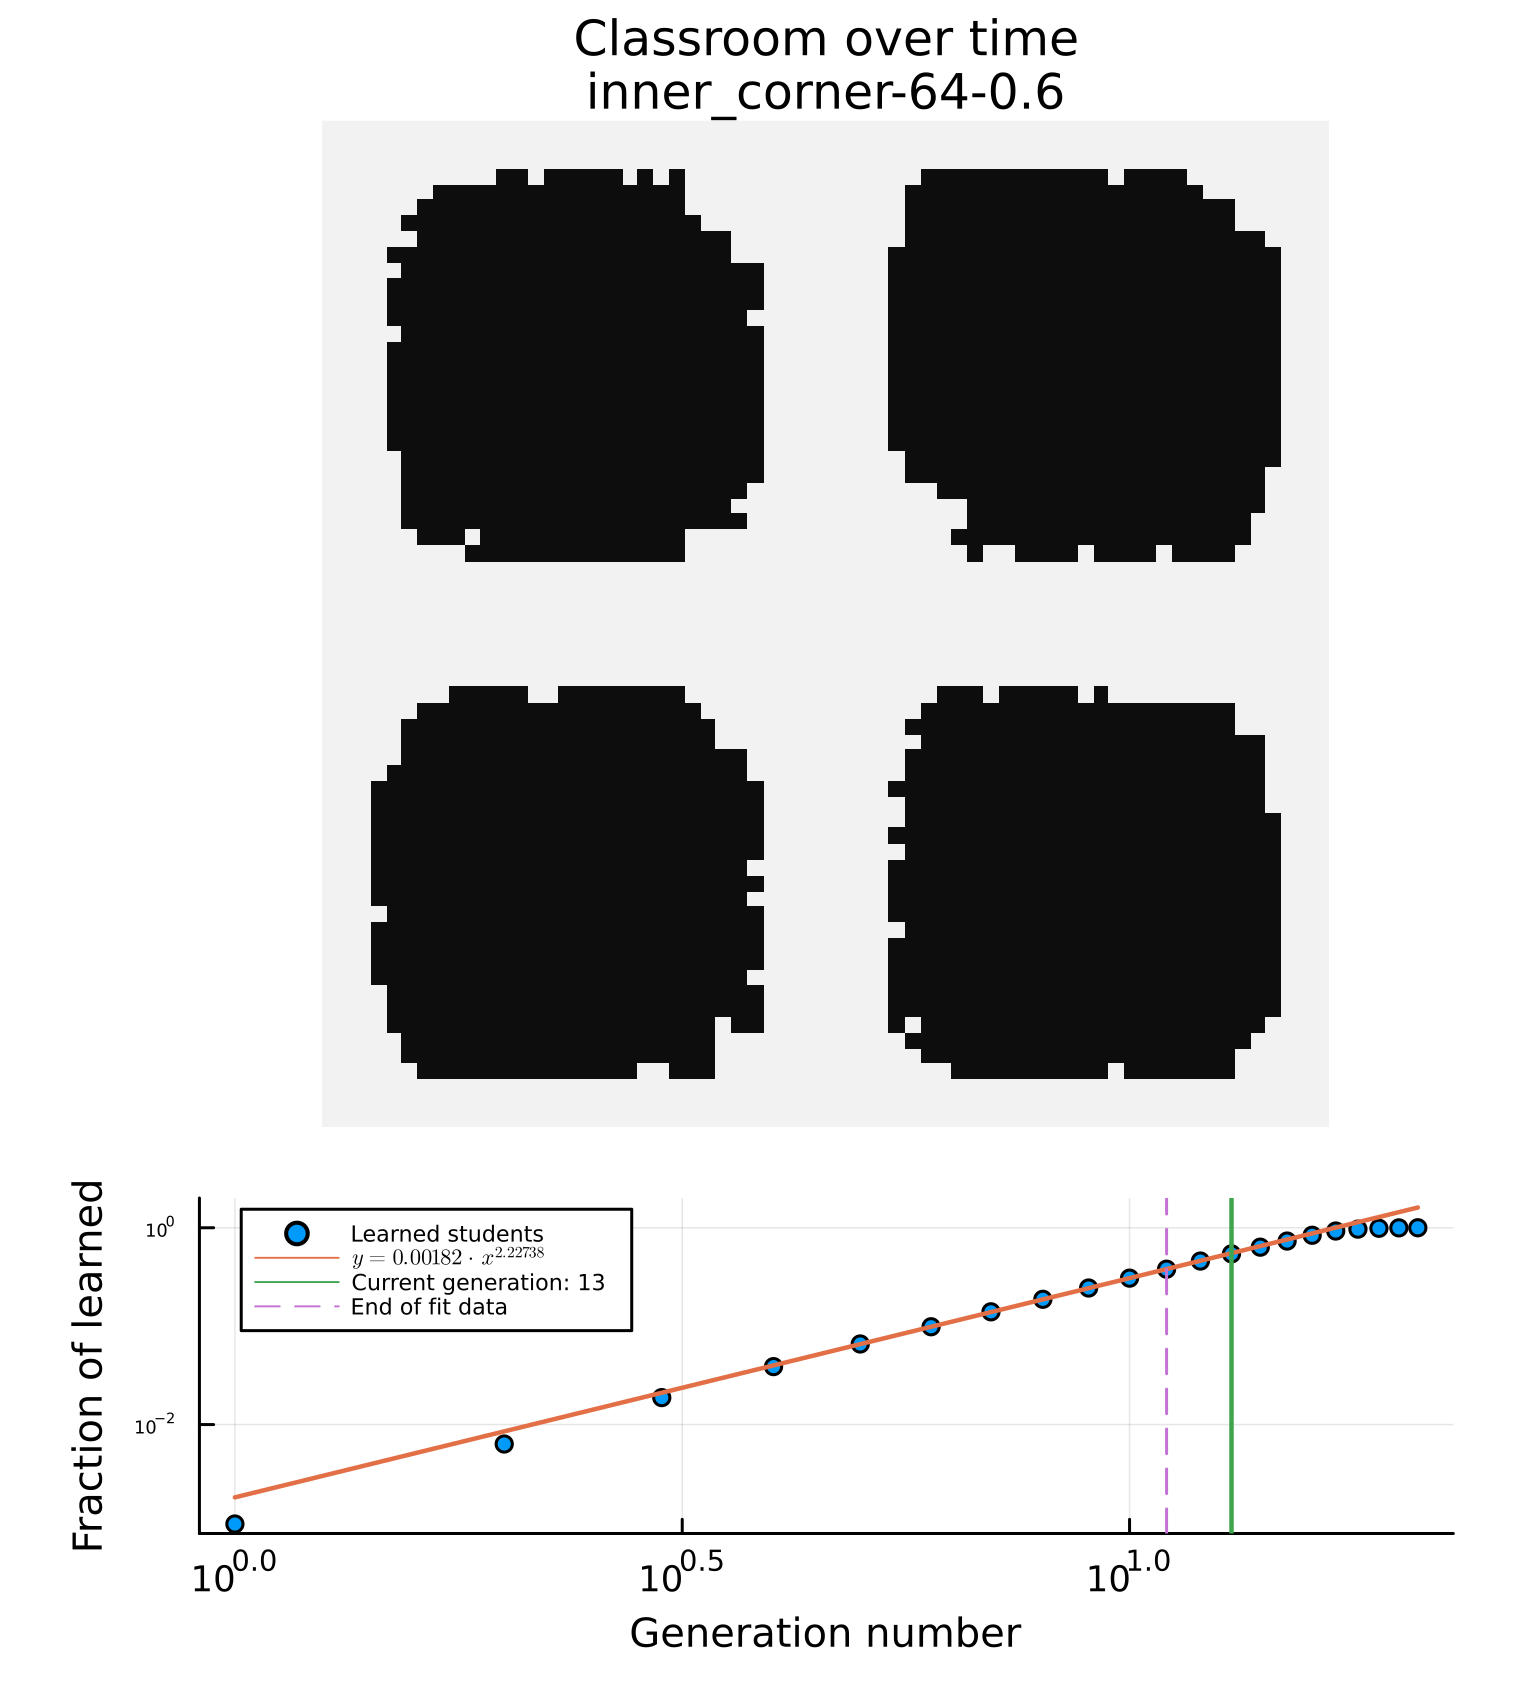 Classroom over time
inner_corner-64-0.6
Fraction of learned
10^0
10^−2
Learned students
y = 0.00182 · x^2.22738
Current generation: 13
End of fit data
10^0.0 10^0.5 10^1.0
Generation number